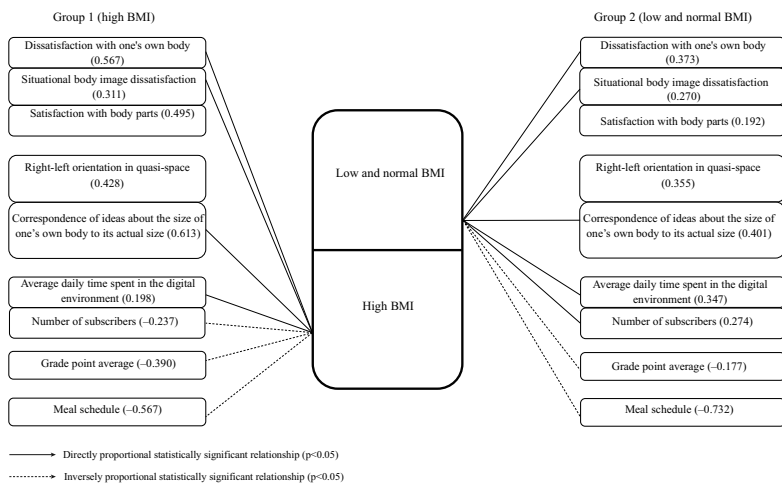 Group 1 (high BMI)
Dissatisfaction with one's own body
(0.567)
Situational body image dissatisfaction
(0.311)
Satisfaction with body parts (0.495)
Right-left orientation in quasi-space
(0.428)
Correspondence of ideas about the size of
one’s own body to its actual size (0.613)
Average daily time spent in the digital
environment (0.198)
Number of subscribers (–0.237)
Grade point average (–0.390)
Meal schedule (–0.567)
Low and normal BMI
High BMI
Group 2 (low and normal BMI)
Dissatisfaction with one's own body
(0.373)
Situational body image dissatisfaction
(0.270)
Satisfaction with body parts (0.192)
Right-left orientation in quasi-space
(0.355)
Correspondence of ideas about the size of
one’s own body to its actual size (0.401)
Average daily time spent in the digital
environment (0.347)
Number of subscribers (0.274)
Grade point average (–0.177)
Meal schedule (–0.732)
Directly proportional statistically significant relationship (p<0.05)
Inversely proportional statistically significant relationship (p<0.05)